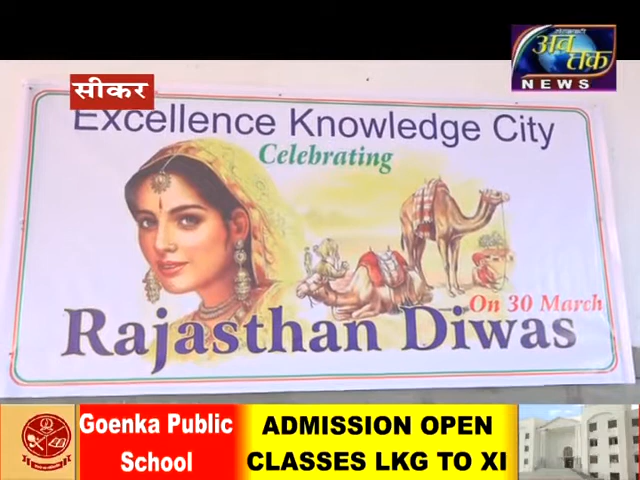 अब तक
NEWS
सीकर
Excellence Knowledge City
Celebrating
On 30 March
Rajasthan Diwas
Goenka Public School
ADMISSION OPEN
CLASSES LKG TO XI